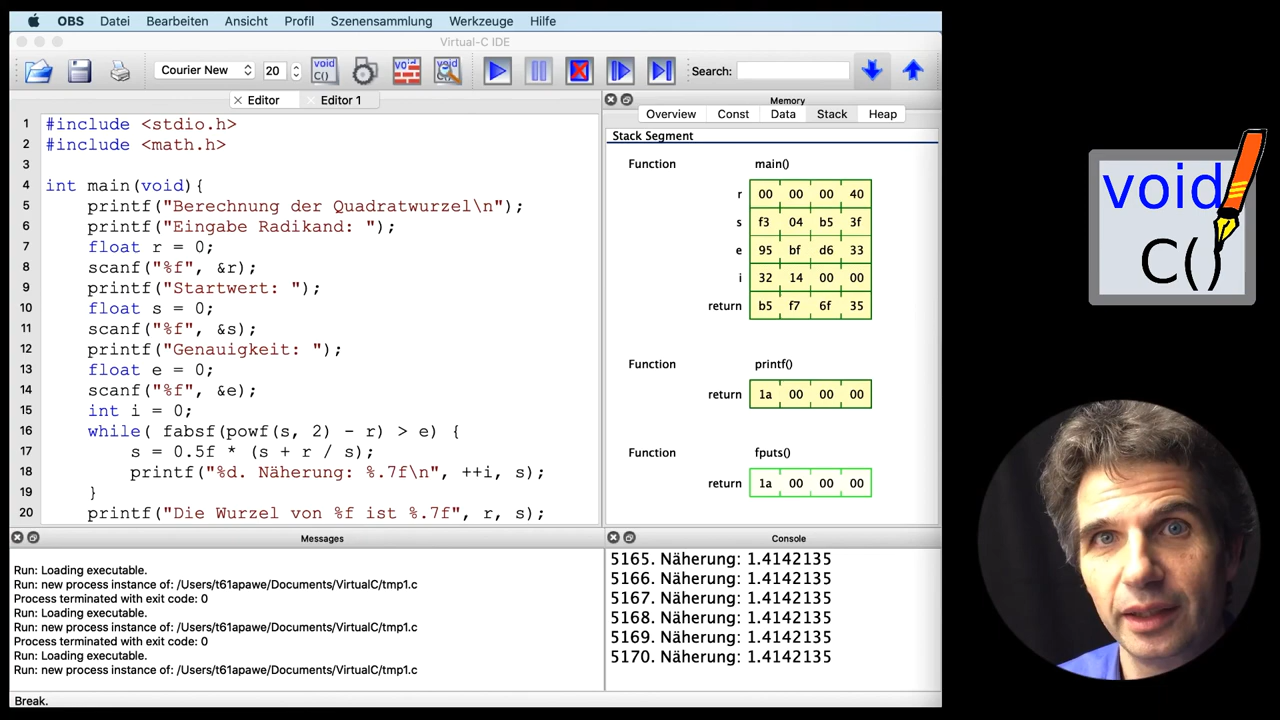 OBS Datei Bearbeiten Ansicht Profil Szenensammlung Werkzeuge Hilfe
Virtual-C IDE
Courier New 20 void C() void void C() Search:
Editor Editor 1
1 #include <stdio.h>
2 #include <math.h>
3
4 int main(void){
5 printf("Berechnung der Quadratwurzel\n");
6 printf("Eingabe Radikand: ");
7 float r = 0;
8 scanf("%f", &r);
9 printf("Startwert: ");
10 float s = 0;
11 scanf("%f", &s);
12 printf("Genauigkeit: ");
13 float e = 0;
14 scanf("%f", &e);
15 int i = 0;
16 while( fabsf(powf(s, 2) - r) > e) {
17 s = 0.5f * (s + r / s);
18 printf("%d. Näherung: %.7f\n", ++i, s);
19 }
20 printf("Die Wurzel von %f ist %.7f", r, s);
Memory
Overview Const Data Stack Heap
Stack Segment
Function main()
r 00 00 00 40
s f3 04 b5 3f
e 95 bf d6 33
i 32 14 00 00
return b5 f7 6f 35
Function printf()
return 1a 00 00 00
Function fputs()
return 1a 00 00 00
Messages
Run: Loading executable.
Run: new process instance of: /Users/t61apawe/Documents/VirtualC/tmp1.c
Process terminated with exit code: 0
Run: Loading executable.
Run: new process instance of: /Users/t61apawe/Documents/VirtualC/tmp1.c
Process terminated with exit code: 0
Run: Loading executable.
Run: new process instance of: /Users/t61apawe/Documents/VirtualC/tmp1.c
Console
5165. Näherung: 1.4142135
5166. Näherung: 1.4142135
5167. Näherung: 1.4142135
5168. Näherung: 1.4142135
5169. Näherung: 1.4142135
5170. Näherung: 1.4142135
Break.
void
C()